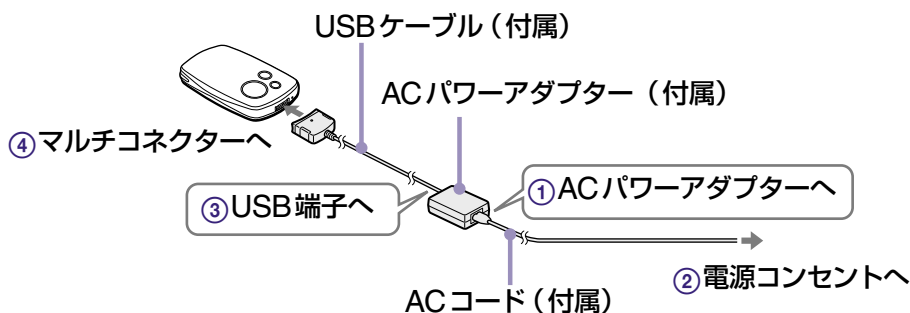 USBケーブル（付属）
ACパワーアダプター（付属）
④マルチコネクターへ
①ACパワーアダプターへ
③USB端子へ
②電源コンセントへ
ACコード（付属）